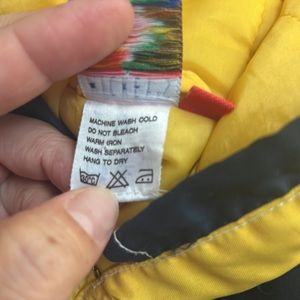 MACHINE WASH COLD
DO NOT BLEACH
WARM IRON
WASH SEPARATELY
HANG TO DRY